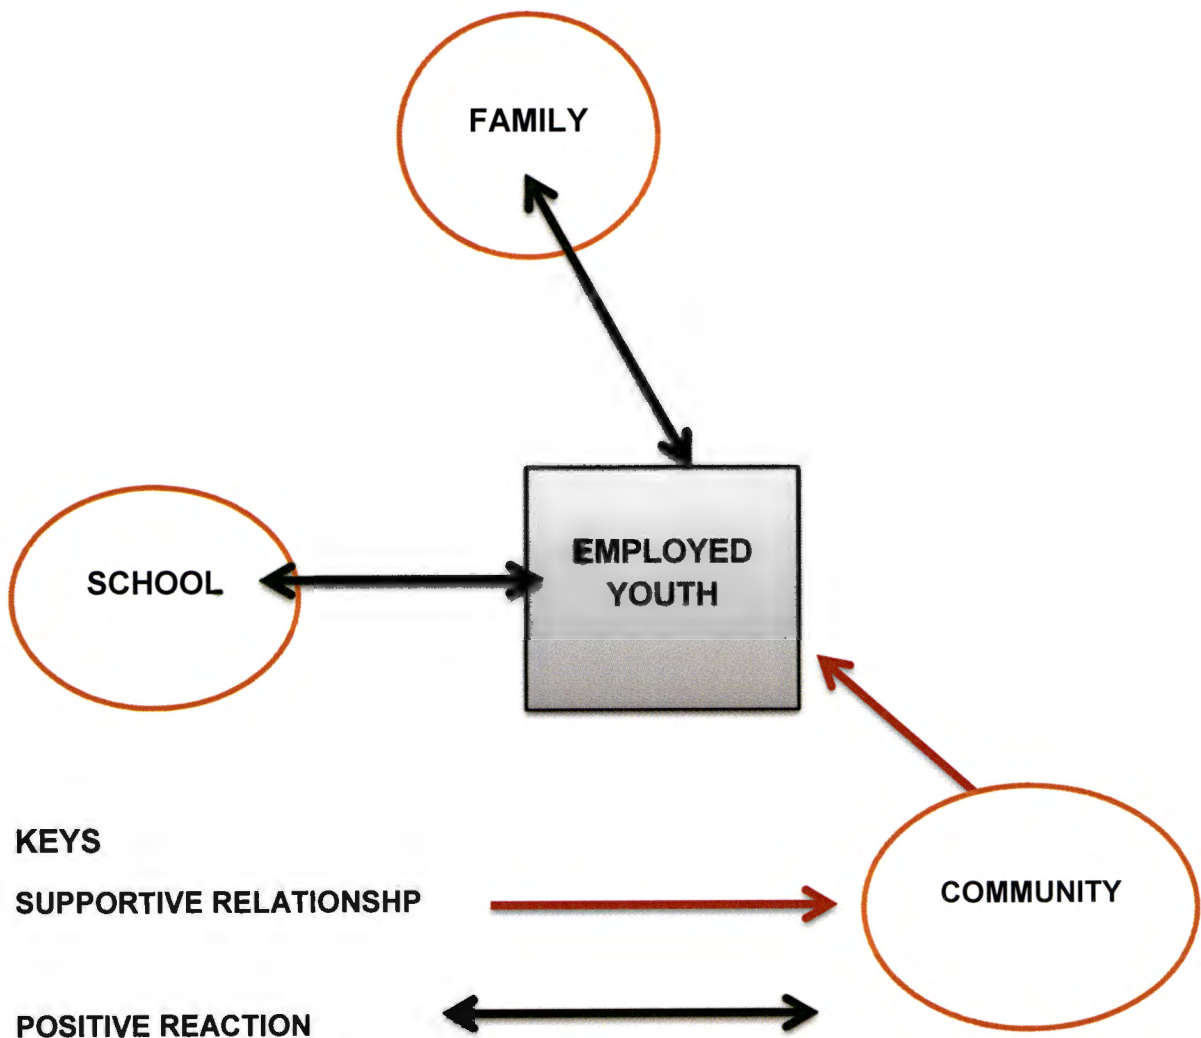 FAMILY
SCHOOL
EMPLOYED
YOUTH
KEYS
SUPPORTIVE RELATIONSHP
COMMUNITY
POSITIVE REACTION